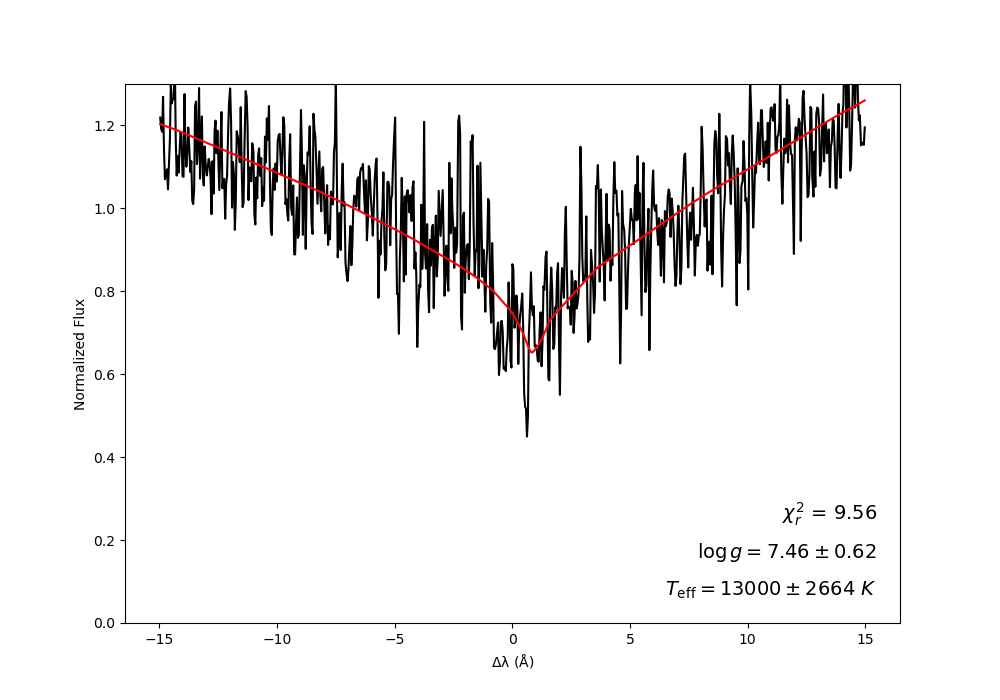 1.2
1.0
0.8
0.6
0.4
0.2
0.0
Normalized Flux
χ²ᵣ = 9.56
log g = 7.46 ± 0.62
T_eff = 13000 ± 2664 K
−15 −10 −5 0 5 10 15
Δλ (Å)